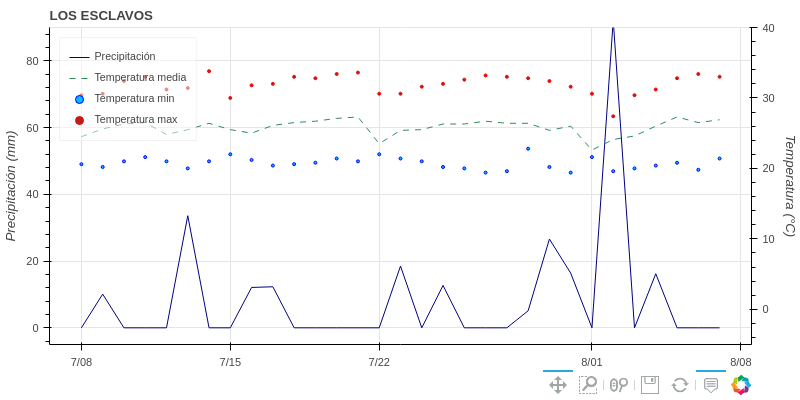 LOS ESCLAVOS
Precipitación
Temperatura media
Temperatura min
Temperatura max
Precipitación (mm)
80
60
40
20
0
Temperatura (°C)
40
30
20
10
0
7/08 7/15 7/22 8/01 8/08